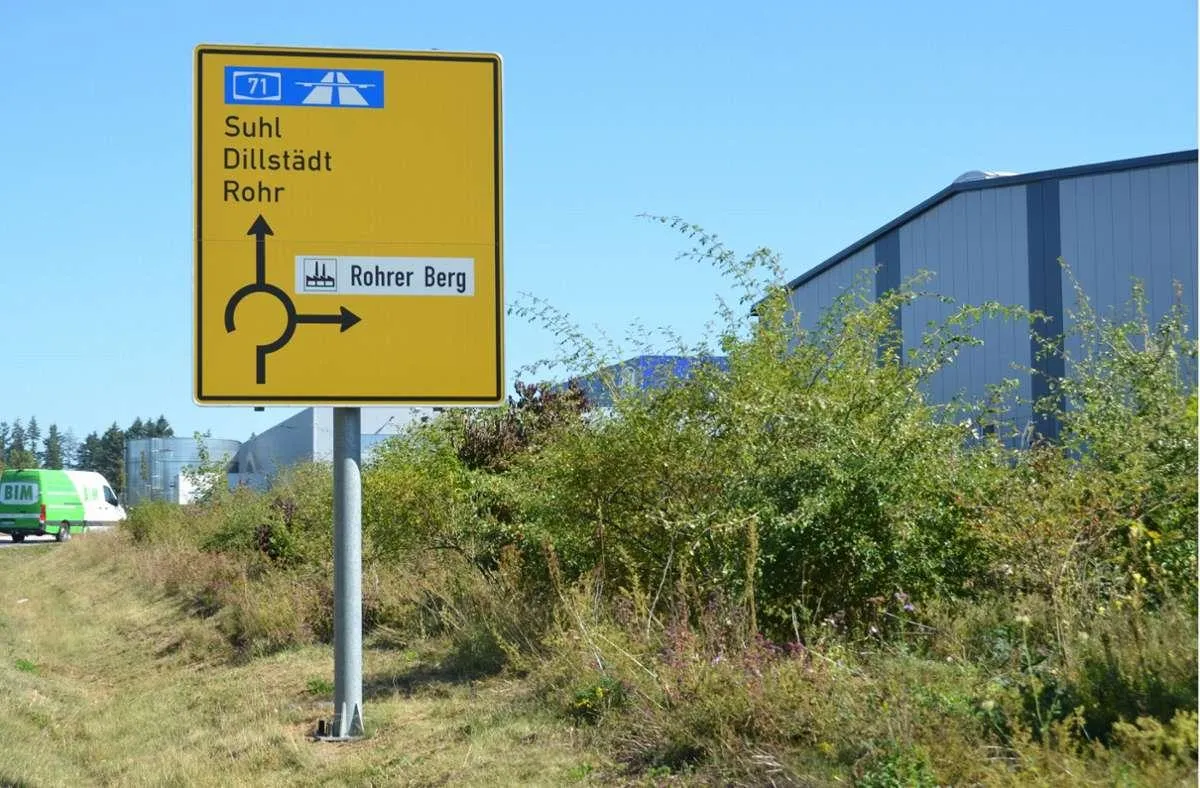 71
Suhl
Dillstädt
Rohr
Rohrer Berg
BIM